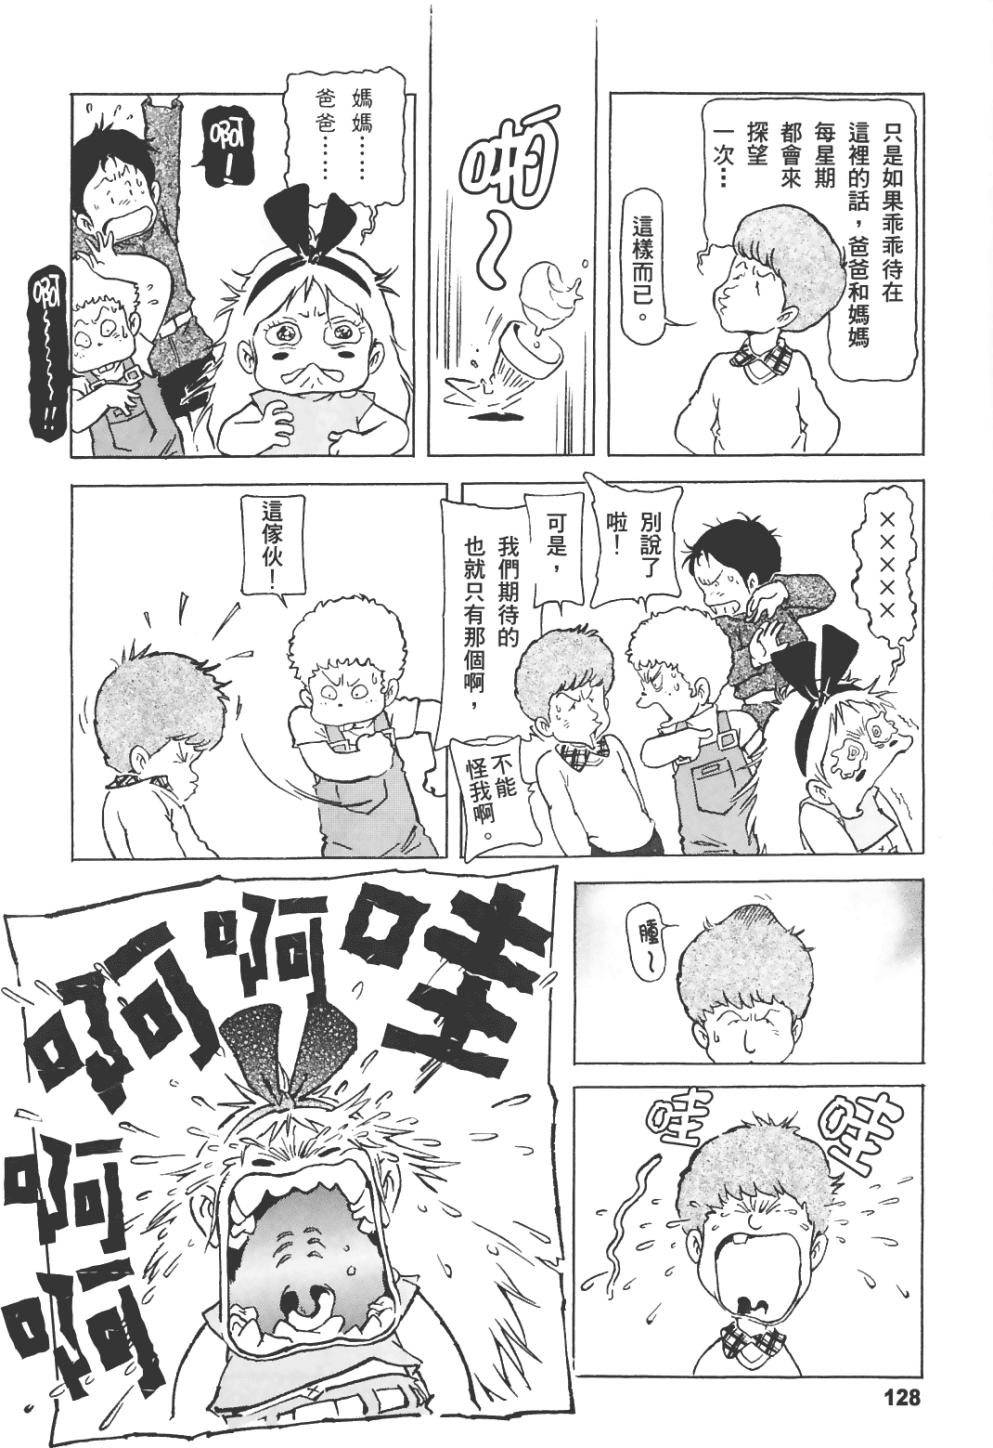 只是如果乖乖待在
這裡的話，爸爸和媽媽
每星期
都會來
探望
一次…
這樣而已。
啪～
媽媽……
爸爸……
啊！
啊～～～～～！！
×××××
別說了
啦！
可是，
我們期待的
也就只有那個啊，
不能
怪我啊。
這傢伙！
腫～
哇
哇
哇
啊
啊
啊
啊
128